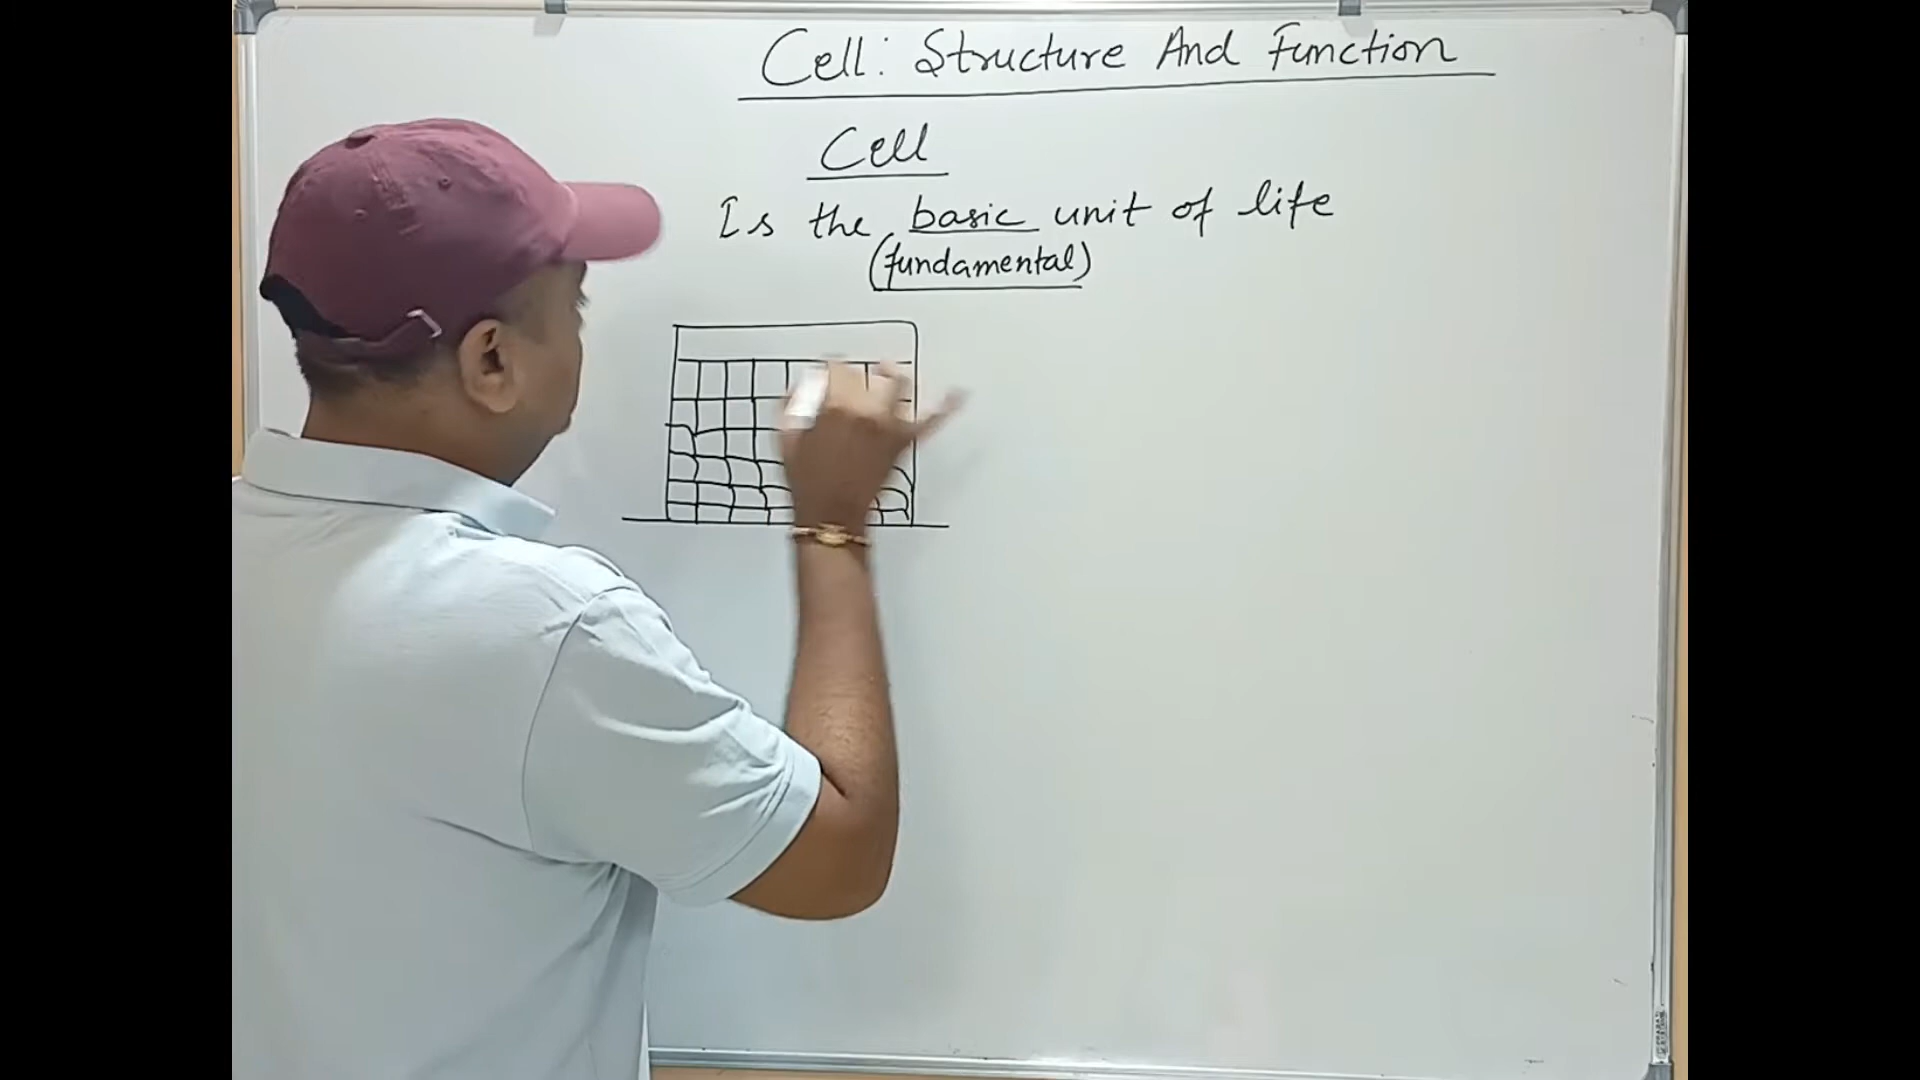 Cell: Structure And Function
Cell
Is the basic unit of life
(fundamental)